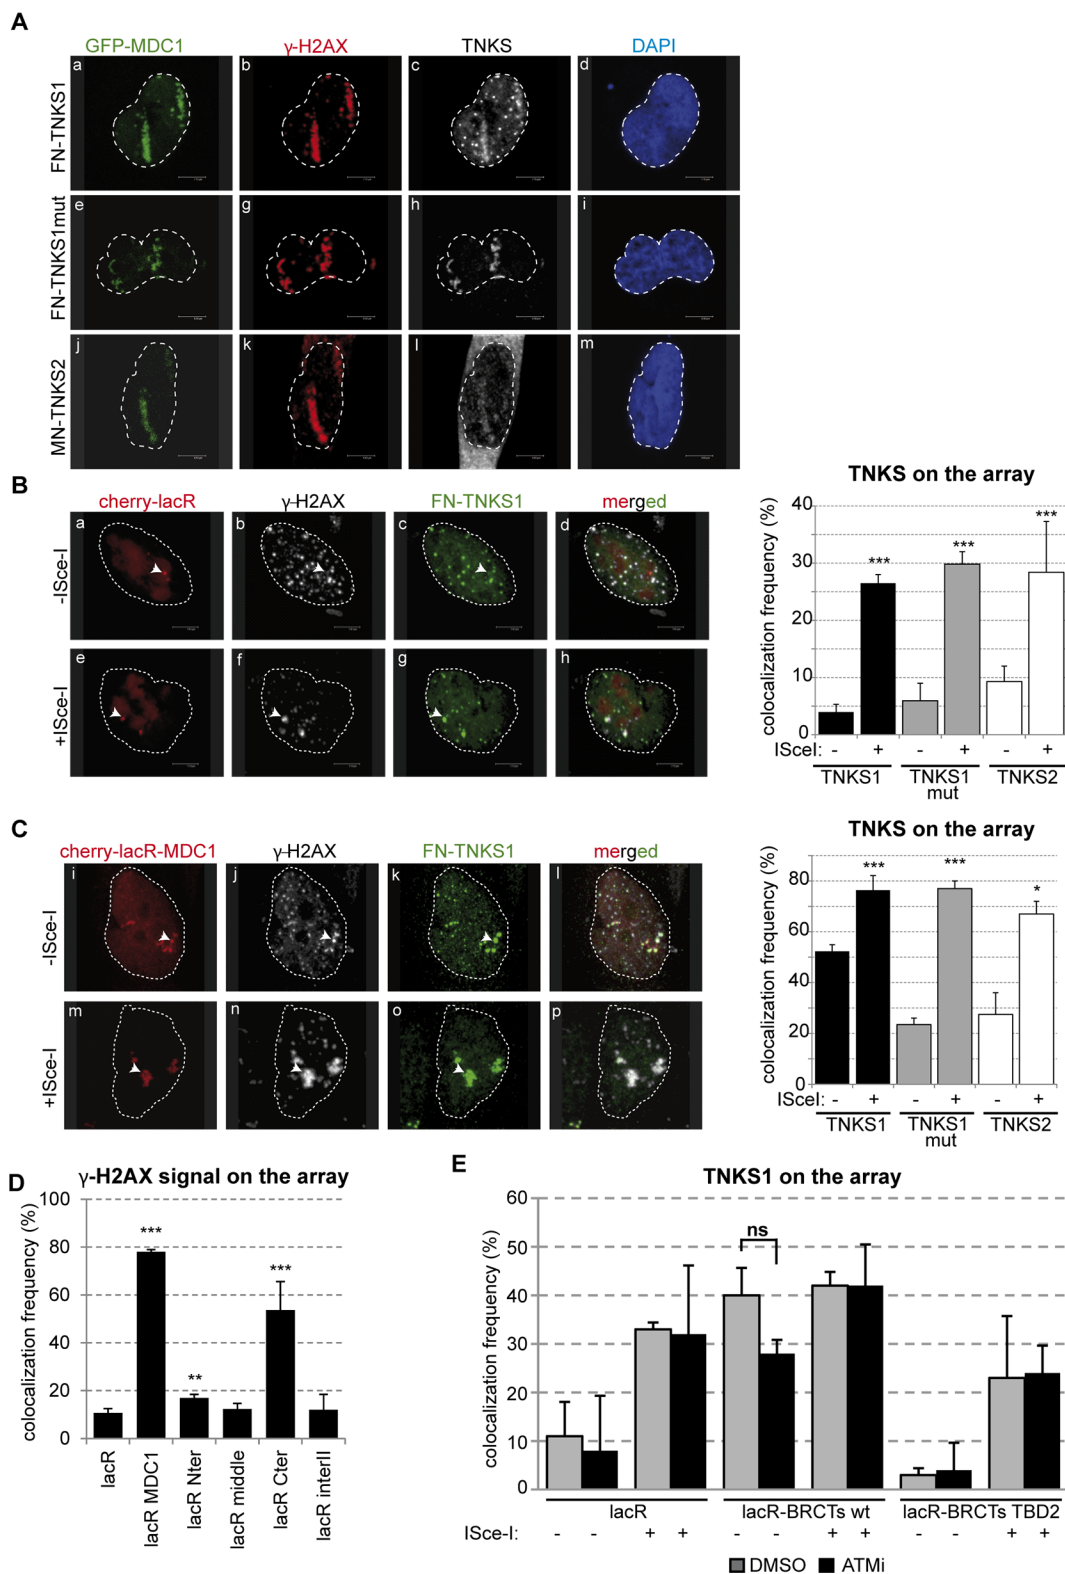 A
GFP-MDC1 γ-H2AX TNKS DAPI
FN-TNKS1
a b c d
FN-TNKS1mut
e g h i
MN-TNKS2
j k l m
B
cherry-lacR γ-H2AX FN-TNKS1 merged
-ISce-I
a b c d
+ISce-I
e f g h
TNKS on the array
colocalization frequency (%)
40
30
20
10
0
*** *** ***
ISceI: - + - + - +
TNKS1 TNKS1 mut TNKS2
C
cherry-lacR-MDC1 γ-H2AX FN-TNKS1 merged
-ISce-I
i j k l
+ISce-I
m n o p
TNKS on the array
colocalization frequency (%)
80
60
40
20
0
*** *** *
ISceI: - + - + - +
TNKS1 TNKS1 mut TNKS2
D
γ-H2AX signal on the array
colocalization frequency (%)
100
80
60
40
20
0
*** ** ***
lacR
lacR MDC1
lacR Nter
lacR middle
lacR Cter
lacR interII
E
TNKS1 on the array
colocalization frequency (%)
60
50
40
30
20
10
0
ns
lacR lacR-BRCTs wt lacR-BRCTs TBD2
ISce-I: - - + + - - + + - - + +
DMSO ATMi